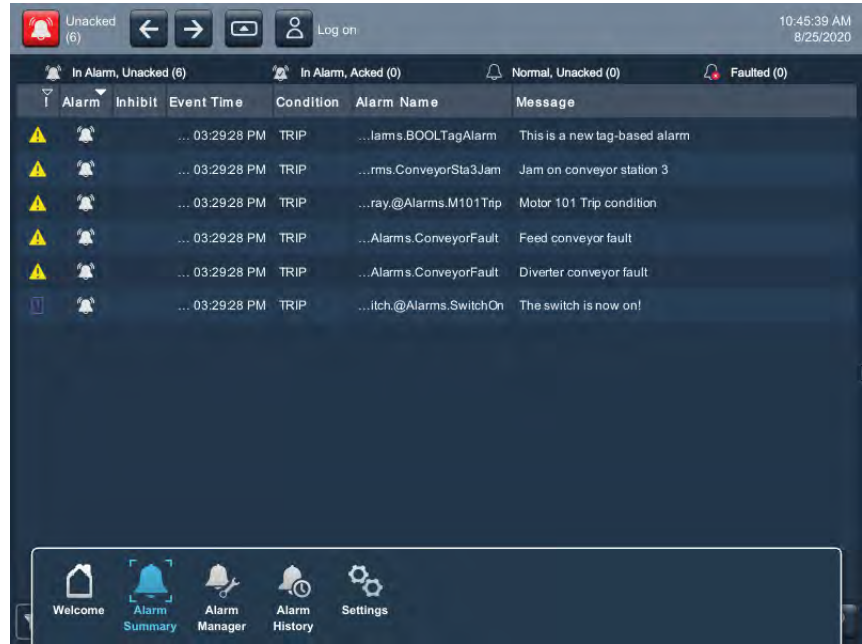 Unacked
(6)
Log on
10:45:39 AM
8/25/2020
In Alarm, Unacked (6)
In Alarm, Acked (0)
Normal, Unacked (0)
Faulted (0)
! Alarm Inhibit Event Time Condition Alarm Name Message
... 03:29:28 PM TRIP ...larms.BOOLTagAlarm This is a new tag-based alarm
... 03:29:28 PM TRIP ...rms.ConveyorSta3Jam Jam on conveyor station 3
... 03:29:28 PM TRIP ...ray.@Alarms.M101Trip Motor 101 Trip condition
... 03:29:28 PM TRIP ...Alarms.ConveyorFault Feed conveyor fault
... 03:29:28 PM TRIP ...Alarms.ConveyorFault Diverter conveyor fault
... 03:29:28 PM TRIP ...itch.@Alarms.SwitchOn The switch is now on!
Welcome
Alarm
Summary
Alarm
Manager
Alarm
History
Settings